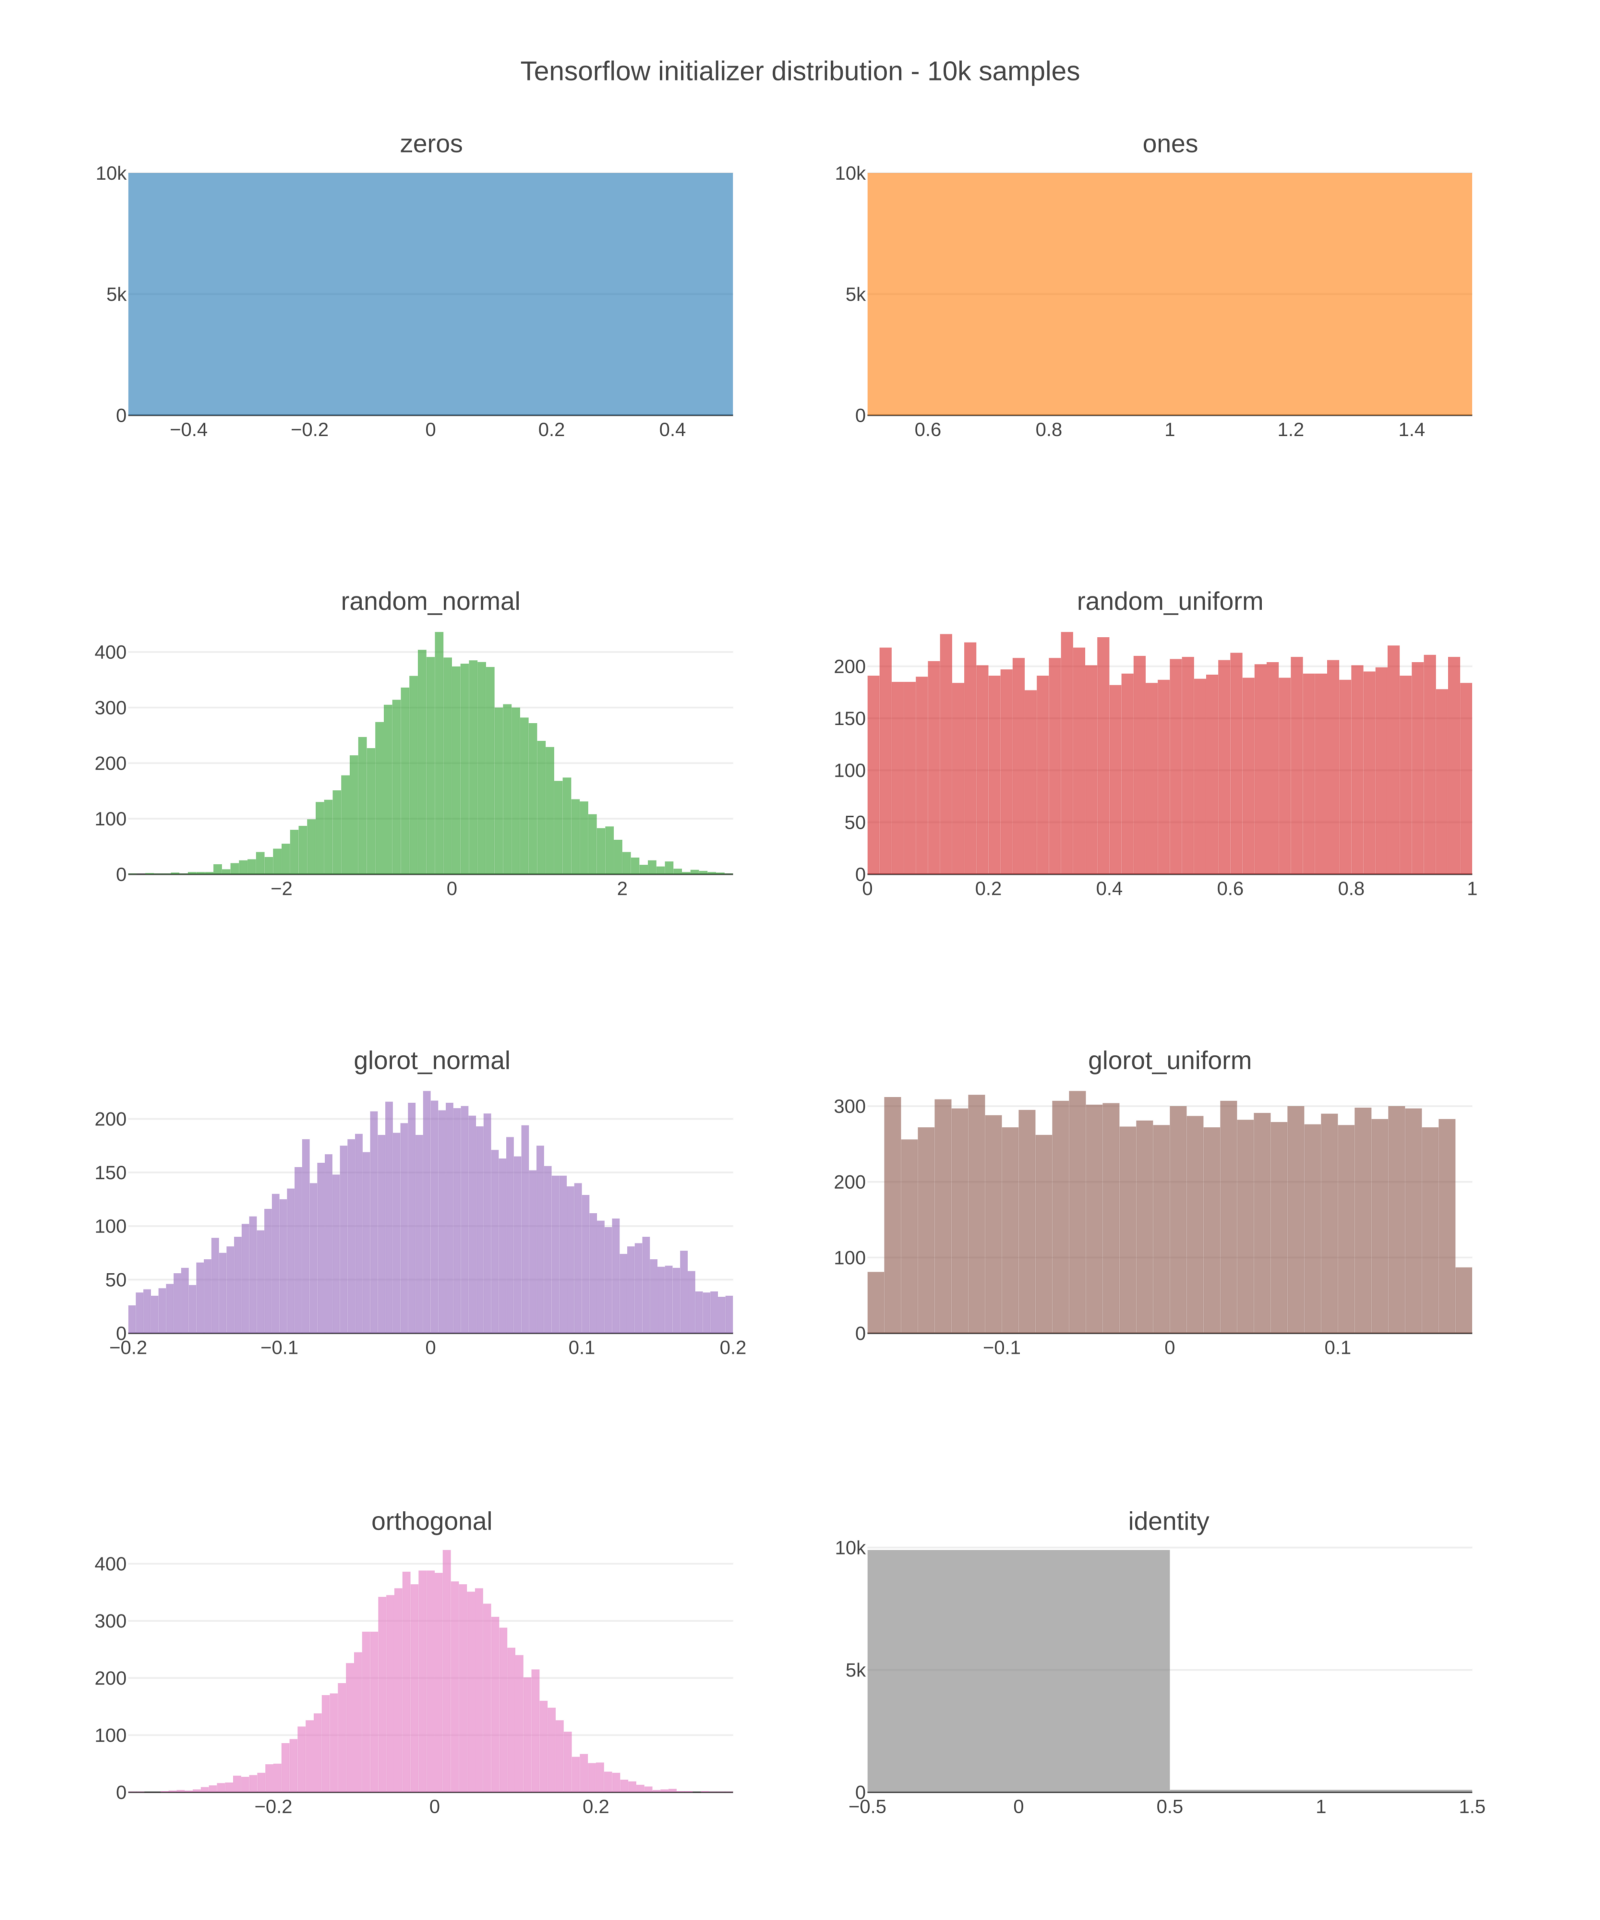 Tensorflow initializer distribution - 10k samples
zeros
ones
10k
5k
0
−0.4 −0.2 0 0.2 0.4
10k
5k
0
0.6 0.8 1 1.2 1.4
random_normal
random_uniform
400
300
200
100
0
−2 0 2
200
150
100
50
0
0 0.2 0.4 0.6 0.8 1
glorot_normal
glorot_uniform
200
150
100
50
0
−0.2 −0.1 0 0.1 0.2
300
200
100
0
−0.1 0 0.1
orthogonal
identity
400
300
200
100
0
−0.2 0 0.2
10k
5k
0
−0.5 0 0.5 1 1.5